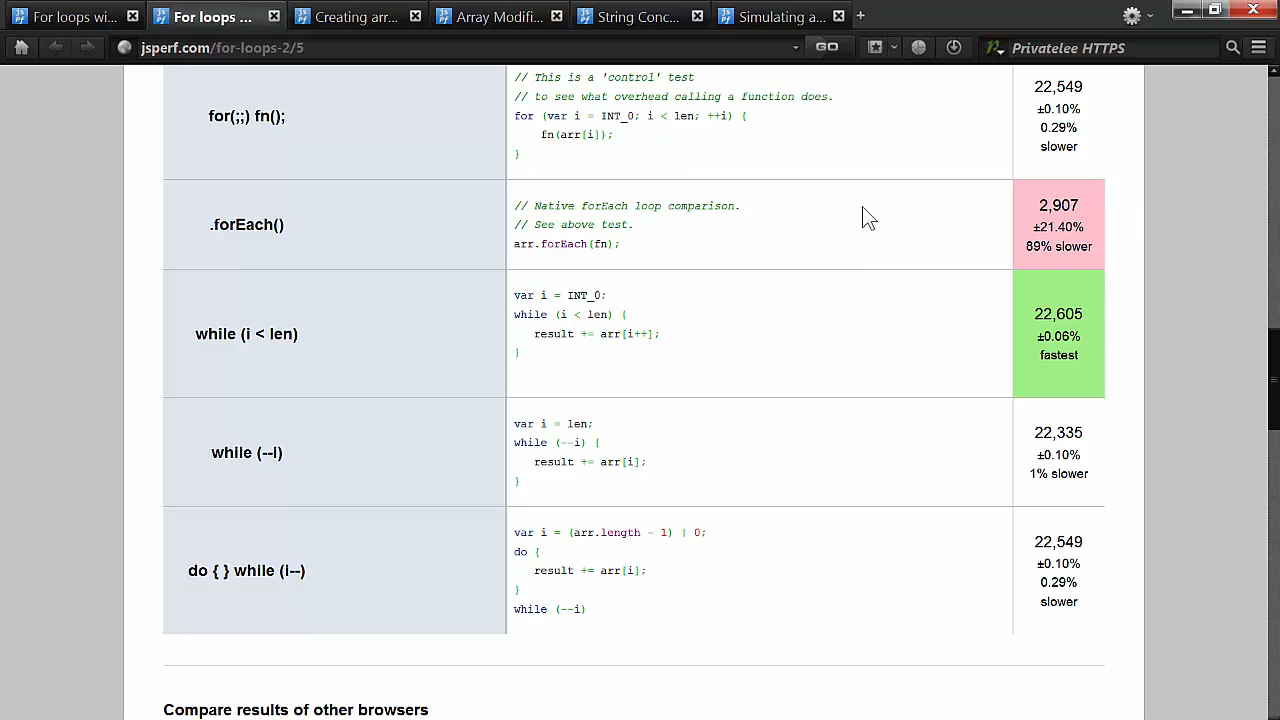 For loops wi...
For loops ...
Creating arr...
Array Modifi...
String Conc...
Simulating a...
jsperf.com/for-loops-2/5
GO
Privatelee HTTPS
for(;;) fn();
// This is a 'control' test
// to see what overhead calling a function does.
for (var i = INT_0; i < len; ++i) {
fn(arr[i]);
}
22,549
±0.10%
0.29%
slower
.forEach()
// Native forEach loop comparison.
// See above test.
arr.forEach(fn);
2,907
±21.40%
89% slower
while (i < len)
var i = INT_0;
while (i < len) {
result += arr[i++];
}
22,605
±0.06%
fastest
while (--i)
var i = len;
while (--i) {
result += arr[i];
}
22,335
±0.10%
1% slower
do { } while (i--)
var i = (arr.length - 1) | 0;
do {
result += arr[i];
}
while (--i)
22,549
±0.10%
0.29%
slower
Compare results of other browsers